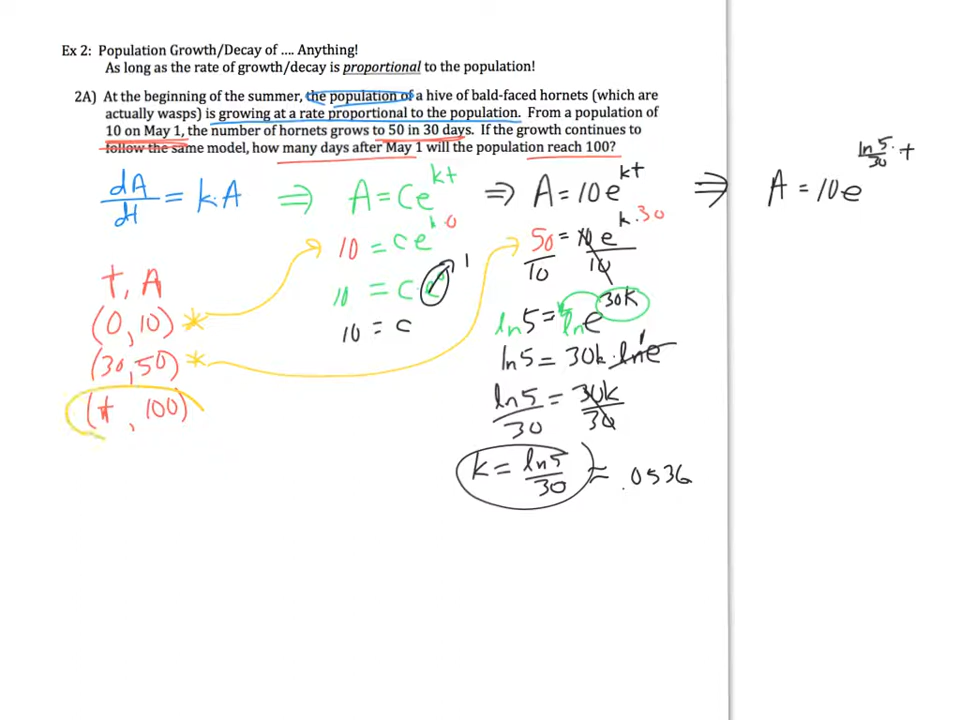 Ex 2: Population Growth/Decay of .... Anything!
As long as the rate of growth/decay is proportional to the population!
2A) At the beginning of the summer, the population of a hive of bald-faced hornets (which are
actually wasps) is growing at a rate proportional to the population. From a population of
10 on May 1, the number of hornets grows to 50 in 30 days. If the growth continues to
follow the same model, how many days after May 1 will the population reach 100?
dA/dt = k·A ⇒ A = Ce^{kt} ⇒ A = 10e^{kt} ⇒ A = 10e^{ln5/30·t}
10 = Ce^{k·0}
50/10 = 10e^{k·30}/10
t, A
10 = C·e^0 1
(0, 10) *
ln5 = ln e^{30k}
10 = C
(30, 50) *
ln5 = 30k·lne 1
(t, 100)
ln5/30 = 30k/30
k = ln5/30 ≈ .0536